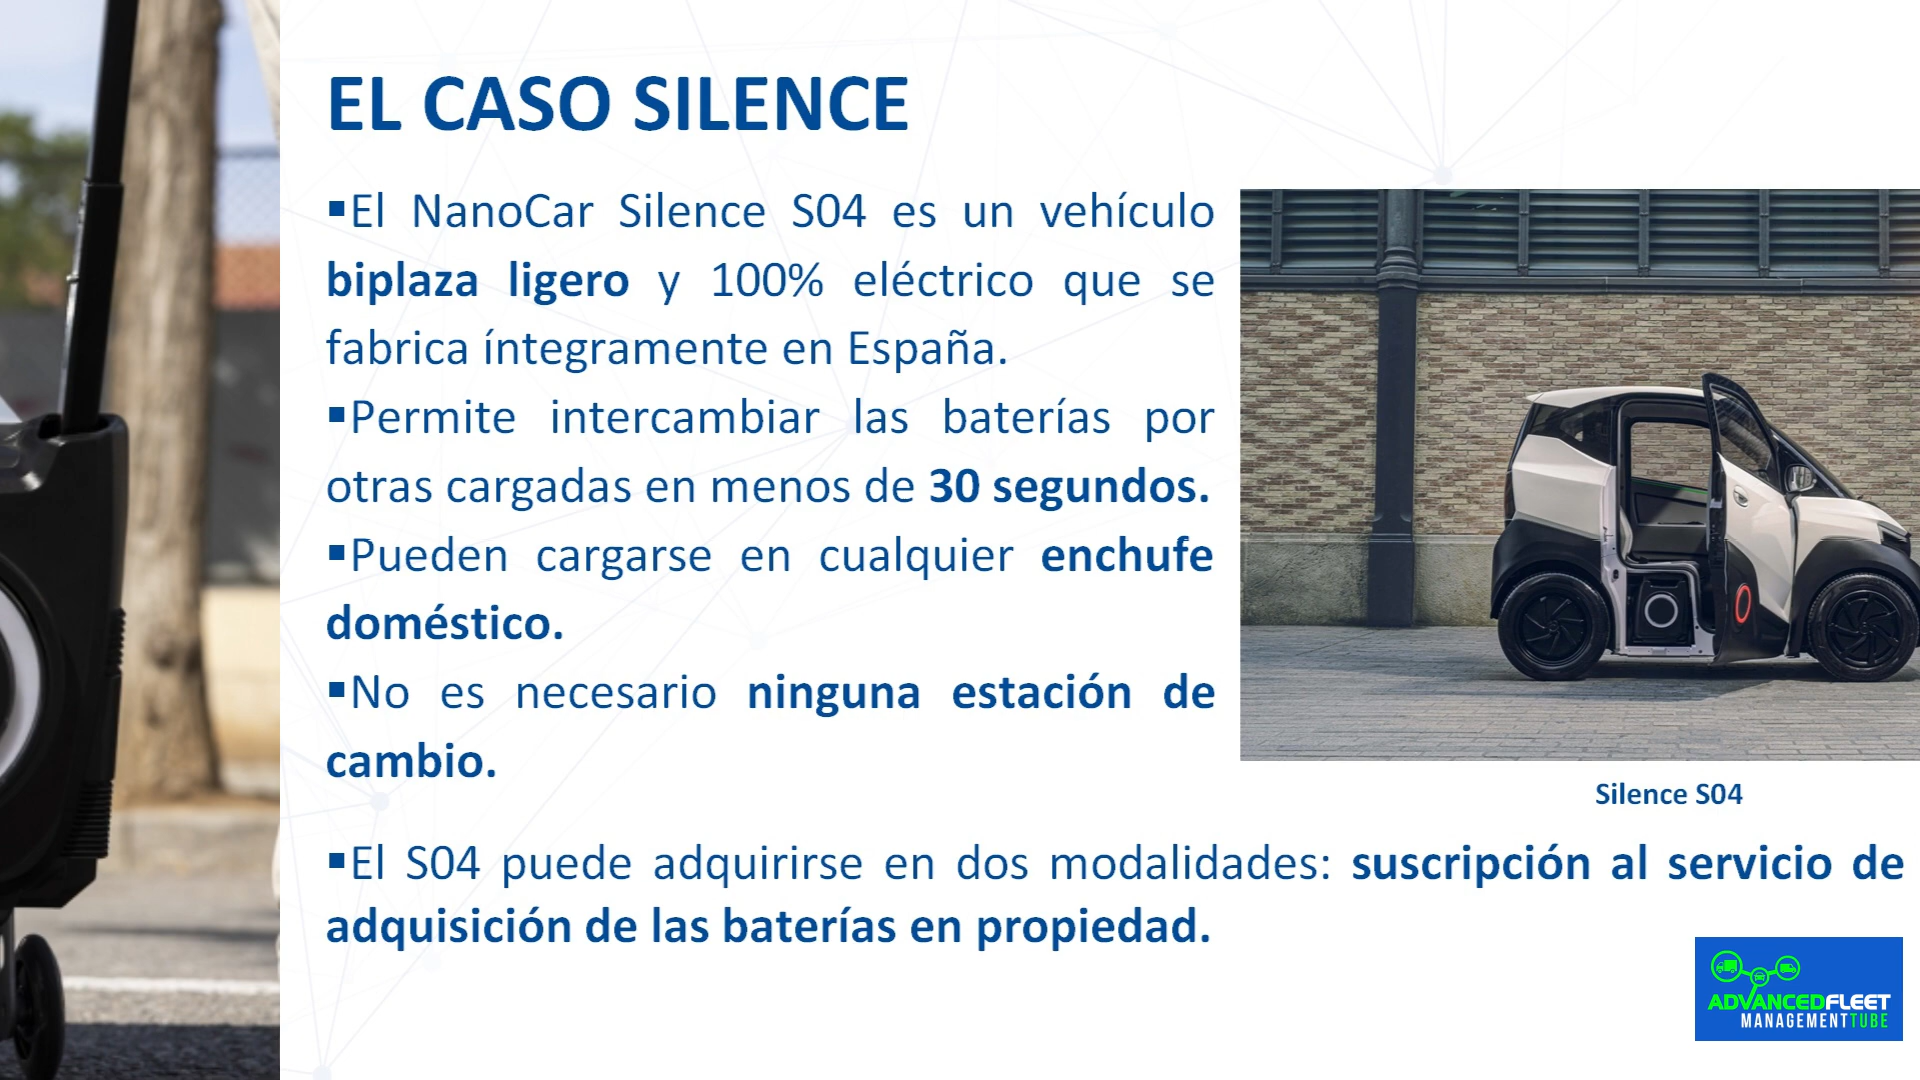 EL CASO SILENCE
▪El NanoCar Silence S04 es un vehículo
biplaza ligero y 100% eléctrico que se
fabrica íntegramente en España.
▪Permite intercambiar las baterías por
otras cargadas en menos de 30 segundos.
▪Pueden cargarse en cualquier enchufe
doméstico.
▪No es necesario ninguna estación de
cambio.
Silence S04
▪El S04 puede adquirirse en dos modalidades: suscripción al servicio de
adquisición de las baterías en propiedad.
ADVANCEDFLEET
MANAGEMENTTUBE